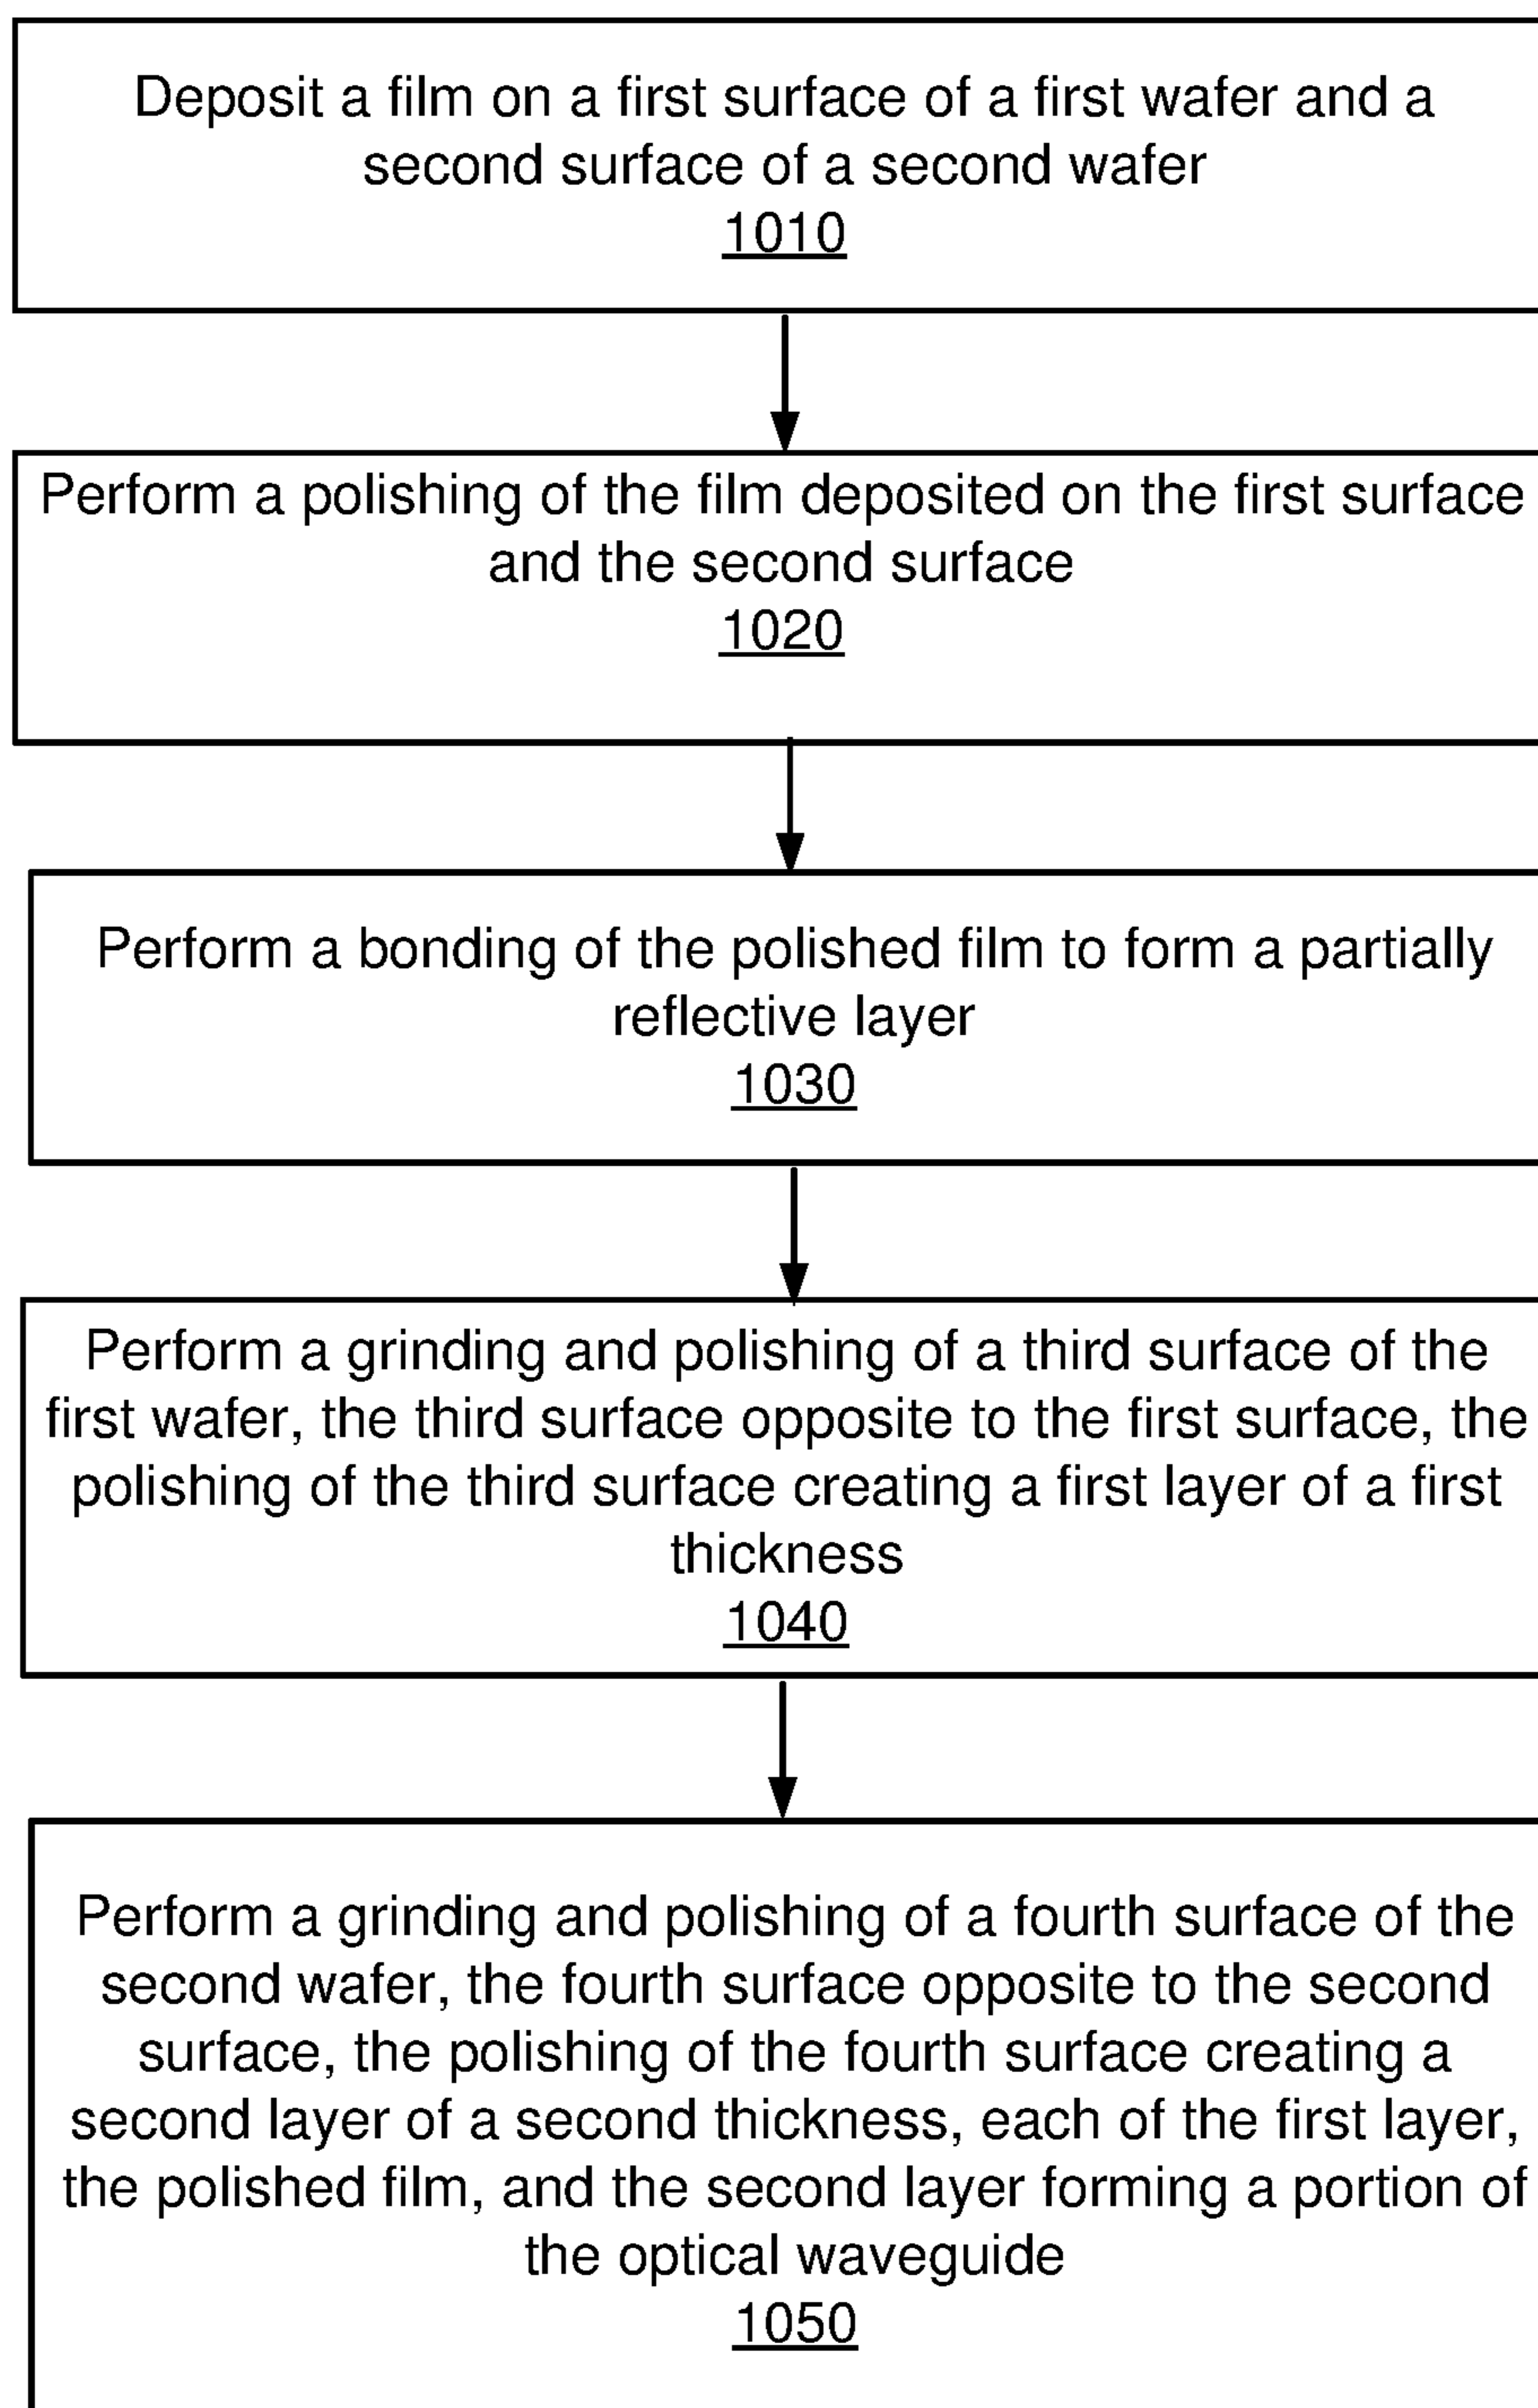 Deposit a film on a first surface of a first wafer and a
second surface of a second wafer
1010
Perform a polishing of the film deposited on the first surface
and the second surface
1020
Perform a bonding of the polished film to form a partially
reflective layer
1030
Perform a grinding and polishing of a third surface of the
first wafer, the third surface opposite to the first surface, the
polishing of the third surface creating a first layer of a first
thickness
1040
Perform a grinding and polishing of a fourth surface of the
second wafer, the fourth surface opposite to the second
surface, the polishing of the fourth surface creating a
second layer of a second thickness, each of the first layer,
the polished film, and the second layer forming a portion of
the optical waveguide
1050